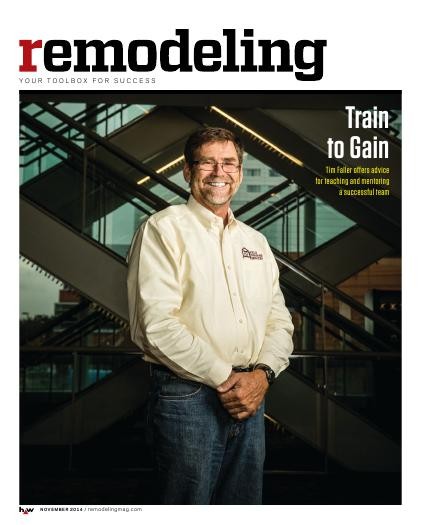 remodeling
YOUR TOOLBOX FOR SUCCESS
Train
to Gain
Tim Faller offers advice
for teaching and mentoring
a successful team
hw NOVEMBER 2014 / remodelingmag.com